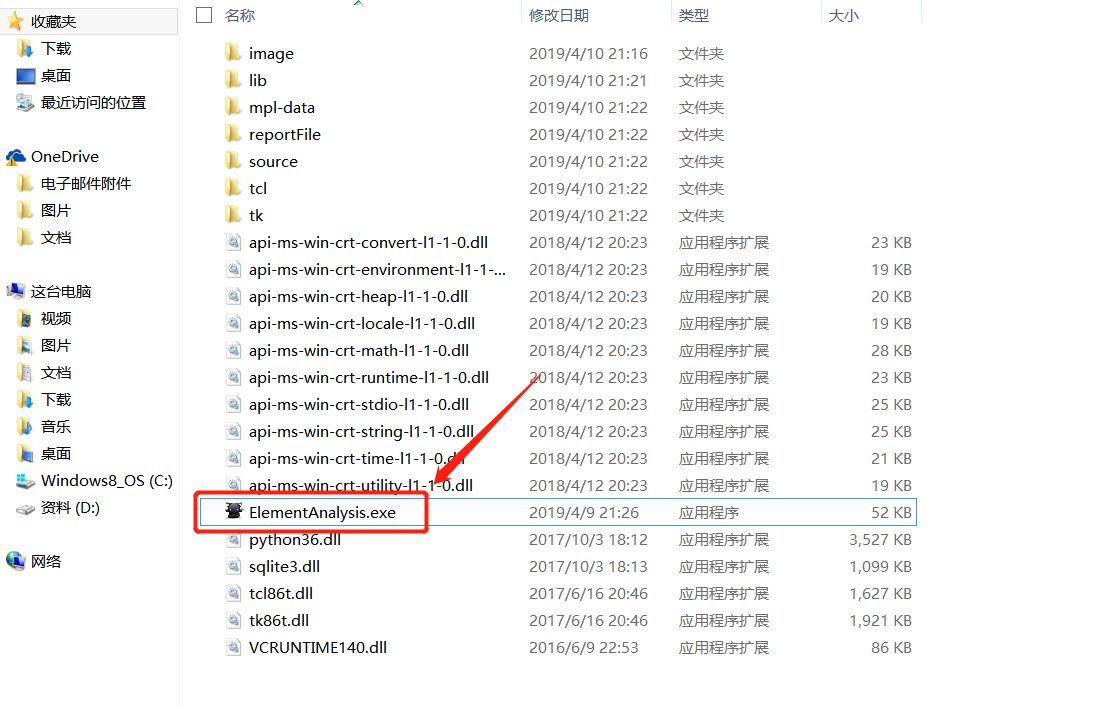 收藏夹
下载
桌面
最近访问的位置
OneDrive
电子邮件附件
图片
文档
这台电脑
视频
图片
文档
下载
音乐
桌面
Windows8_OS (C:)
资料 (D:)
网络
名称 修改日期 类型 大小
image 2019/4/10 21:16 文件夹
lib 2019/4/10 21:21 文件夹
mpl-data 2019/4/10 21:22 文件夹
reportFile 2019/4/10 21:22 文件夹
source 2019/4/10 21:22 文件夹
tcl 2019/4/10 21:22 文件夹
tk 2019/4/10 21:22 文件夹
api-ms-win-crt-convert-l1-1-0.dll 2018/4/12 20:23 应用程序扩展 23 KB
api-ms-win-crt-environment-l1-1-... 2018/4/12 20:23 应用程序扩展 19 KB
api-ms-win-crt-heap-l1-1-0.dll 2018/4/12 20:23 应用程序扩展 20 KB
api-ms-win-crt-locale-l1-1-0.dll 2018/4/12 20:23 应用程序扩展 19 KB
api-ms-win-crt-math-l1-1-0.dll 2018/4/12 20:23 应用程序扩展 28 KB
api-ms-win-crt-runtime-l1-1-0.dll 2018/4/12 20:23 应用程序扩展 23 KB
api-ms-win-crt-stdio-l1-1-0.dll 2018/4/12 20:23 应用程序扩展 25 KB
api-ms-win-crt-string-l1-1-0.dll 2018/4/12 20:23 应用程序扩展 25 KB
api-ms-win-crt-time-l1-1-0.dll 2018/4/12 20:23 应用程序扩展 21 KB
api-ms-win-crt-utility-l1-1-0.dll 2018/4/12 20:23 应用程序扩展 19 KB
ElementAnalysis.exe 2019/4/9 21:26 应用程序 52 KB
python36.dll 2017/10/3 18:12 应用程序扩展 3,527 KB
sqlite3.dll 2017/10/3 18:13 应用程序扩展 1,099 KB
tcl86t.dll 2017/6/16 20:46 应用程序扩展 1,627 KB
tk86t.dll 2017/6/16 20:46 应用程序扩展 1,921 KB
VCRUNTIME140.dll 2016/6/9 22:53 应用程序扩展 86 KB